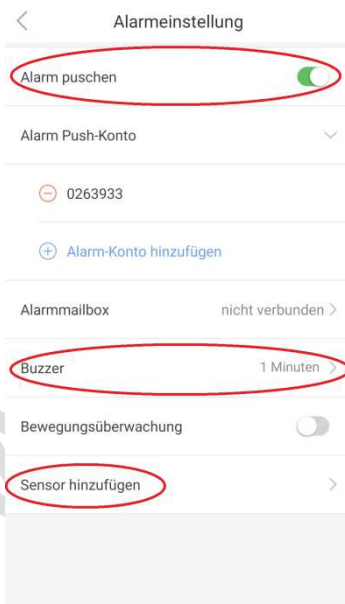 Alarmeinstellung
Alarm puschen
Alarm Push-Konto
0263933
Alarm-Konto hinzufügen
Alarmmailbox nicht verbunden
Buzzer 1 Minuten
Bewegungsüberwachung
Sensor hinzufügen